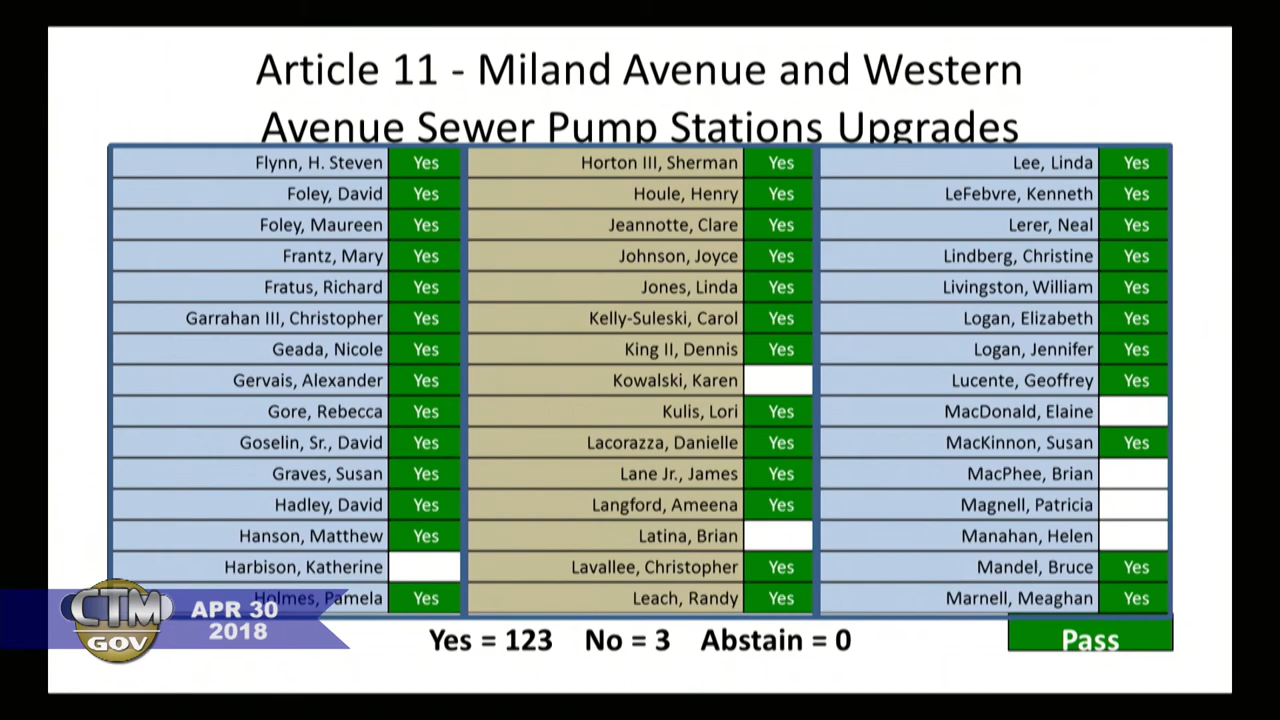 Article 11 - Miland Avenue and Western
Avenue Sewer Pump Stations Upgrades
Flynn, H. Steven Yes Horton III, Sherman Yes Lee, Linda Yes
Foley, David Yes Houle, Henry Yes LeFebvre, Kenneth Yes
Foley, Maureen Yes Jeannotte, Clare Yes Lerer, Neal Yes
Frantz, Mary Yes Johnson, Joyce Yes Lindberg, Christine Yes
Fratus, Richard Yes Jones, Linda Yes Livingston, William Yes
Garrahan III, Christopher Yes Kelly-Suleski, Carol Yes Logan, Elizabeth Yes
Geada, Nicole Yes King II, Dennis Yes Logan, Jennifer Yes
Gervais, Alexander Yes Kowalski, Karen Lucente, Geoffrey Yes
Gore, Rebecca Yes Kulis, Lori Yes MacDonald, Elaine
Goselin, Sr., David Yes Lacorazza, Danielle Yes MacKinnon, Susan Yes
Graves, Susan Yes Lane Jr., James Yes MacPhee, Brian
Hadley, David Yes Langford, Ameena Yes Magnell, Patricia
Hanson, Matthew Yes Latina, Brian Manahan, Helen
Harbison, Katherine Lavallee, Christopher Yes Mandel, Bruce Yes
Holmes, Pamela Yes Leach, Randy Yes Marnell, Meaghan Yes
Yes = 123 No = 3 Abstain = 0 Pass
CTM
GOV
APR 30
2018